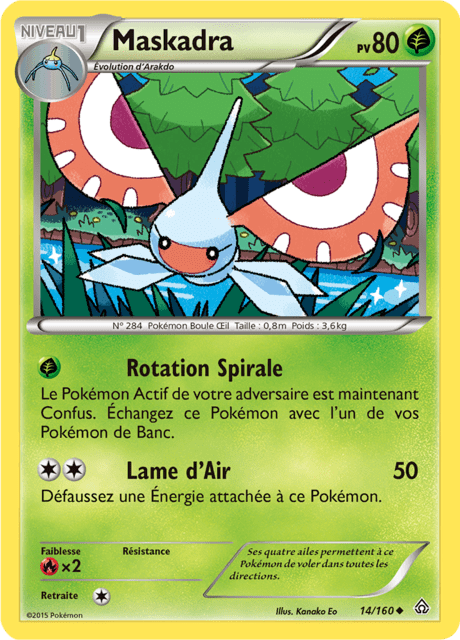 NIVEAU 1
Maskadra
PV 80
Évolution d'Arakdo
N° 284 Pokémon Boule Œil Taille : 0,8m Poids : 3,6kg
Rotation Spirale
Le Pokémon Actif de votre adversaire est maintenant
Confus. Échangez ce Pokémon avec l'un de vos
Pokémon de Banc.
Lame d'Air 50
Défaussez une Énergie attachée à ce Pokémon.
Faiblesse Résistance
×2
Retraite
Ses quatre ailes permettent à ce
Pokémon de voler dans toutes les
directions.
©2015 Pokémon
Illus. Kanako Eo
14/160